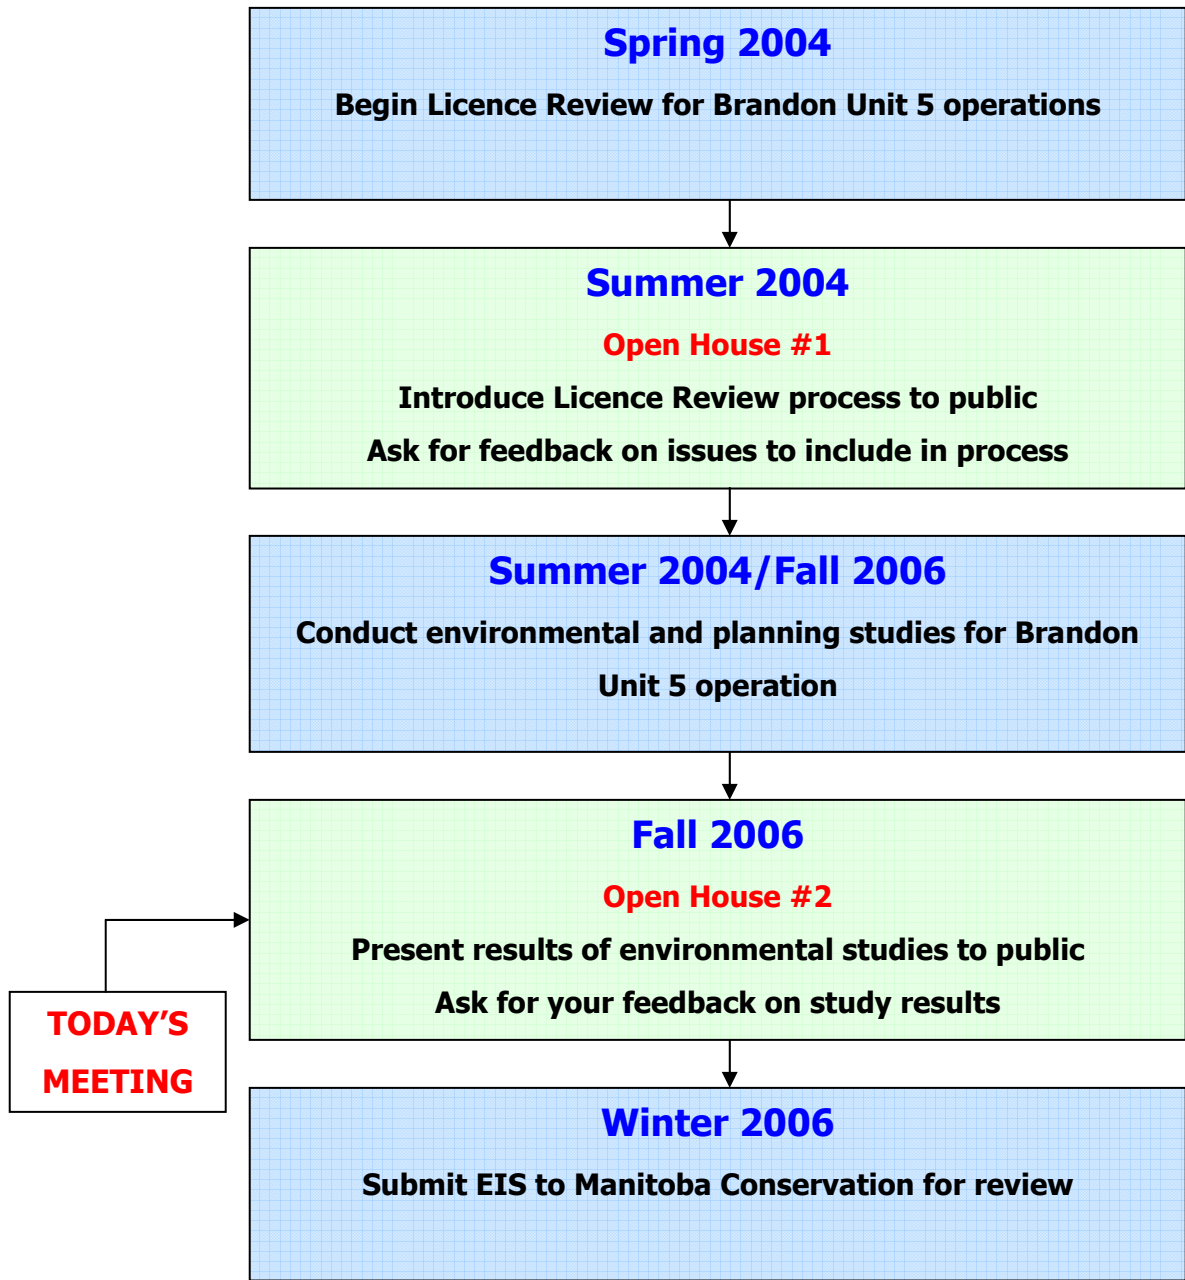 Spring 2004
Begin Licence Review for Brandon Unit 5 operations
Summer 2004
Open House #1
Introduce Licence Review process to public
Ask for feedback on issues to include in process
Summer 2004/Fall 2006
Conduct environmental and planning studies for Brandon
Unit 5 operation
Fall 2006
Open House #2
Present results of environmental studies to public
Ask for your feedback on study results
TODAY’S
MEETING
Winter 2006
Submit EIS to Manitoba Conservation for review